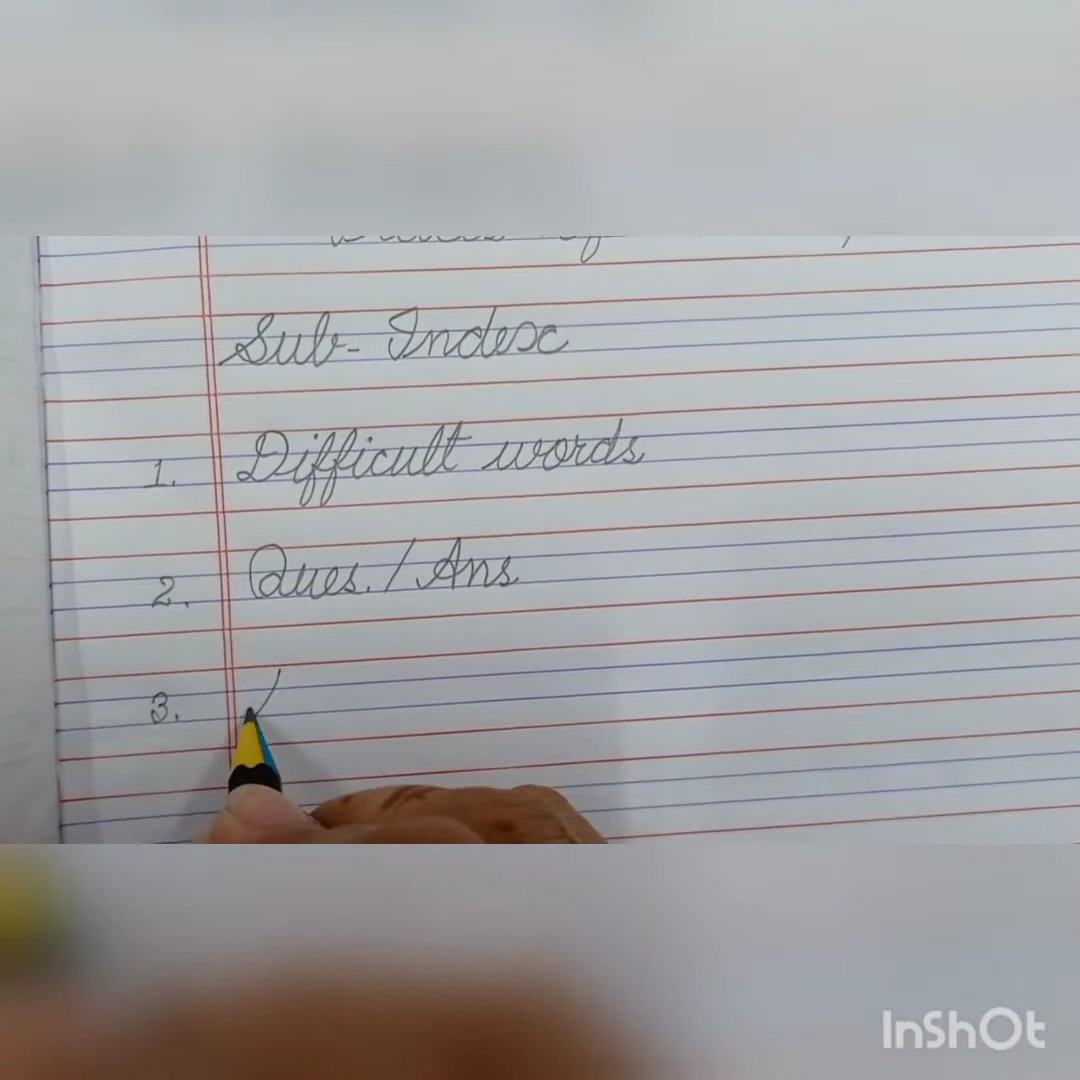 Sub-Index
1. Difficult words
2. Ques./Ans.
3.
InShOt